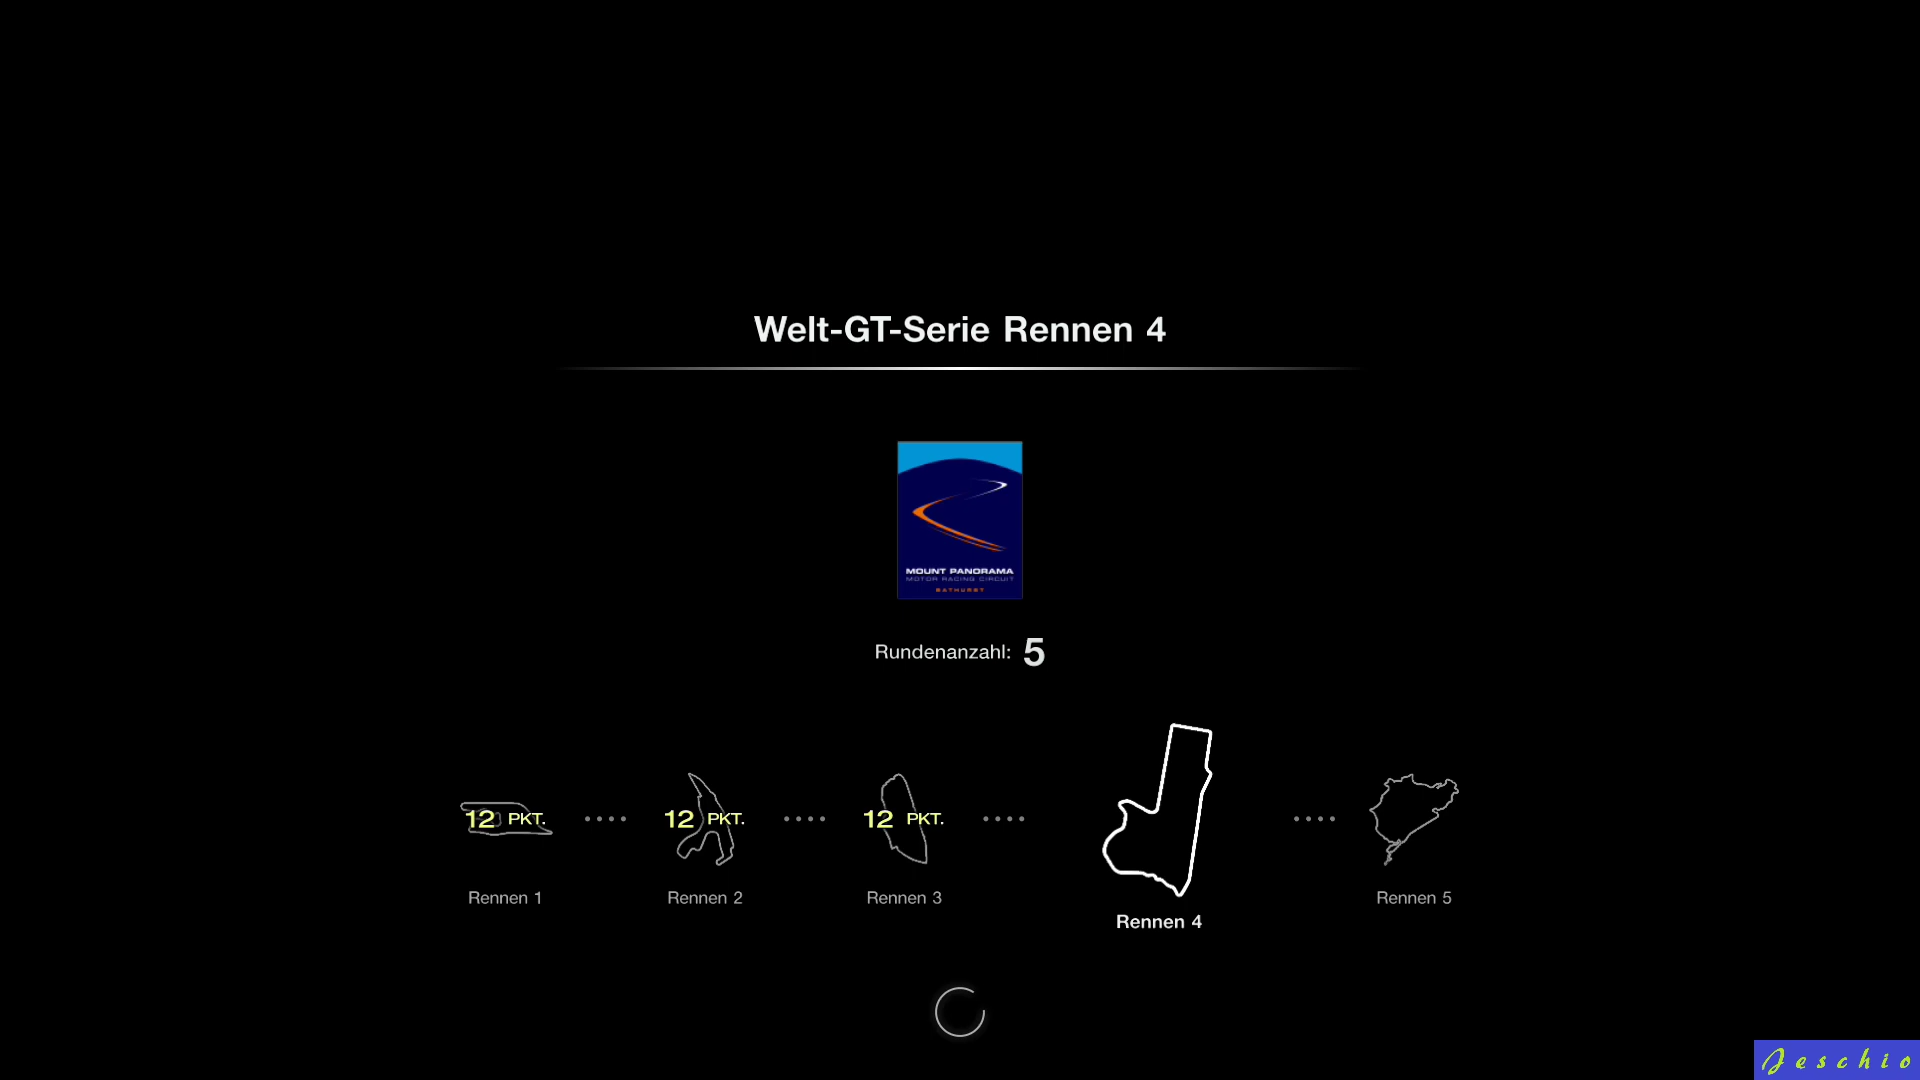 Welt-GT-Serie Rennen 4
MOUNT PANORAMA
MOTOR RACING CIRCUIT
BATHURST
Rundenanzahl: 5
12 PKT. 12 PKT. 12 PKT.
Rennen 1 Rennen 2 Rennen 3 Rennen 4 Rennen 5
Jeschio